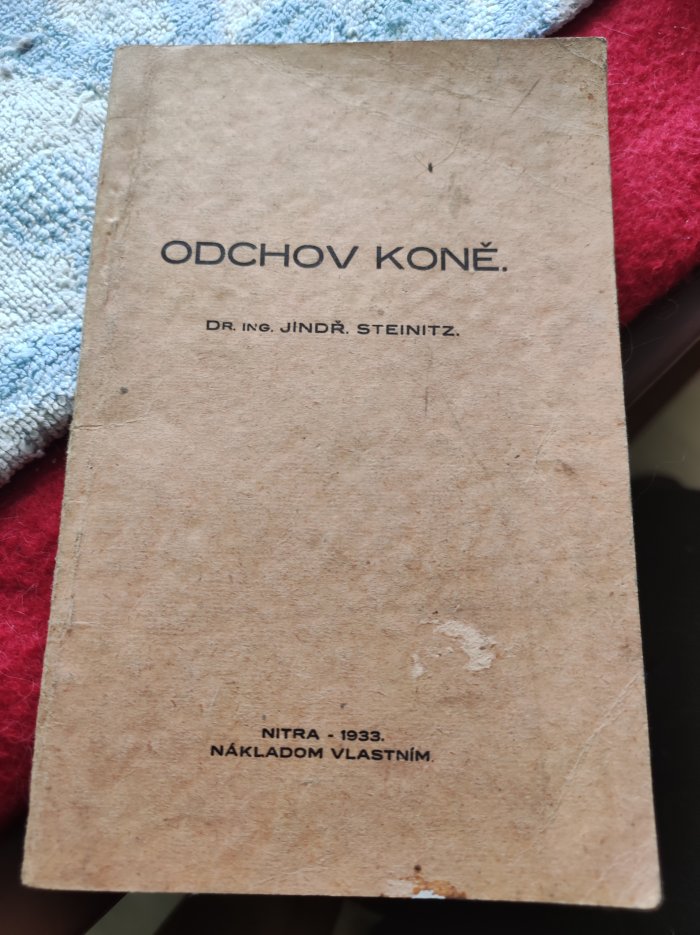 ODCHOV KONĚ.
DR. ING. JINDŘ. STEINITZ.
NITRA - 1933.
NÁKLADOM VLASTNÍM.